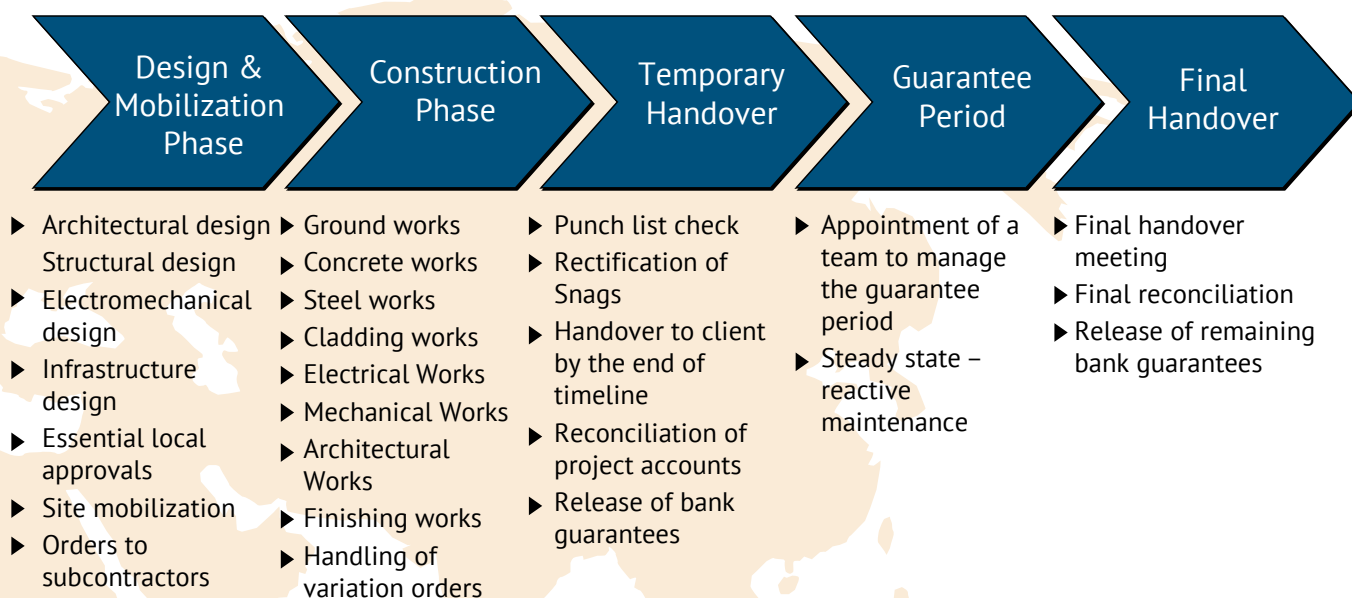 Design &
Mobilization
Phase
Construction
Phase
Temporary
Handover
Guarantee
Period
Final
Handover
Architectural design
Structural design
Electromechanical
design
Infrastructure
design
Essential local
approvals
Site mobilization
Orders to
subcontractors
Ground works
Concrete works
Steel works
Cladding works
Electrical Works
Mechanical Works
Architectural
Works
Finishing works
Handling of
variation orders
Punch list check
Rectification of
Snags
Handover to client
by the end of
timeline
Reconciliation of
project accounts
Release of bank
guarantees
Appointment of a
team to manage
the guarantee
period
Steady state –
reactive
maintenance
Final handover
meeting
Final reconciliation
Release of remaining
bank guarantees